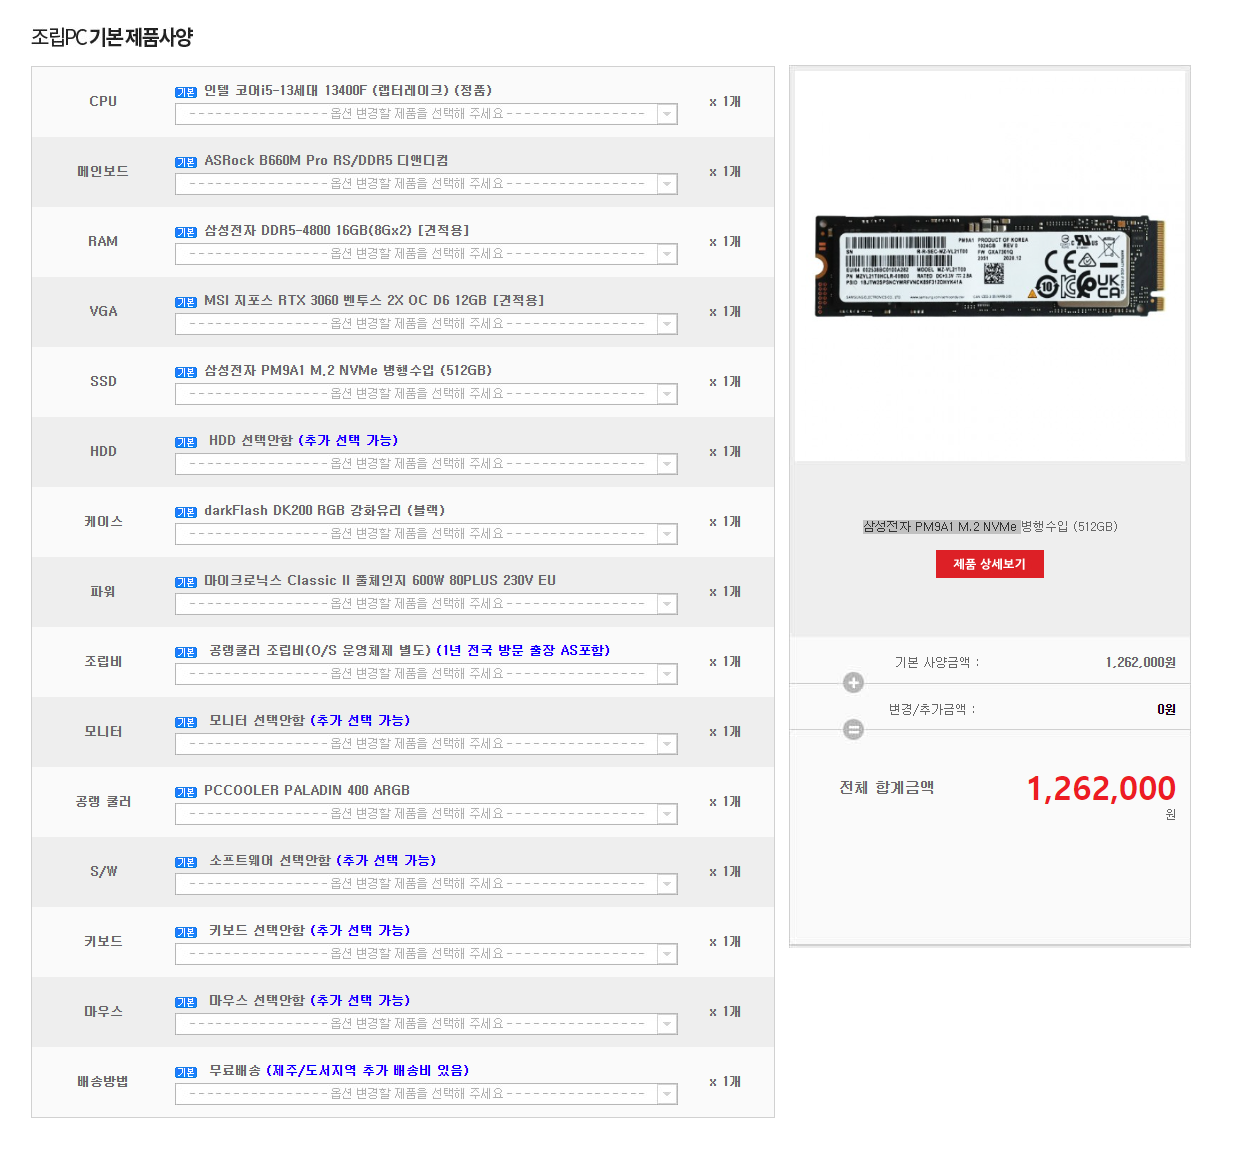 조립PC 기본 제품사양
CPU
기본 인텔 코어i5-13세대 13400F (랩터레이크) (정품)
----------------옵션 변경할 제품을 선택해 주세요----------------
x 1개
메인보드
기본 ASRock B660M Pro RS/DDR5 디앤디컴
----------------옵션 변경할 제품을 선택해 주세요----------------
x 1개
RAM
기본 삼성전자 DDR5-4800 16GB(8Gx2) [견적용]
----------------옵션 변경할 제품을 선택해 주세요----------------
x 1개
VGA
기본 MSI 지포스 RTX 3060 벤투스 2X OC D6 12GB [견적용]
----------------옵션 변경할 제품을 선택해 주세요----------------
x 1개
SSD
기본 삼성전자 PM9A1 M.2 NVMe 병행수입 (512GB)
----------------옵션 변경할 제품을 선택해 주세요----------------
x 1개
HDD
기본 HDD 선택안함 (추가 선택 가능)
----------------옵션 변경할 제품을 선택해 주세요----------------
x 1개
케이스
기본 darkFlash DK200 RGB 강화유리 (블랙)
----------------옵션 변경할 제품을 선택해 주세요----------------
x 1개
파워
기본 마이크로닉스 Classic II 풀체인지 600W 80PLUS 230V EU
----------------옵션 변경할 제품을 선택해 주세요----------------
x 1개
조립비
기본 공랭쿨러 조립비(O/S 운영체제 별도) (1년 전국 방문 출장 AS포함)
----------------옵션 변경할 제품을 선택해 주세요----------------
x 1개
모니터
기본 모니터 선택안함 (추가 선택 가능)
----------------옵션 변경할 제품을 선택해 주세요----------------
x 1개
공랭 쿨러
기본 PCCOOLER PALADIN 400 ARGB
----------------옵션 변경할 제품을 선택해 주세요----------------
x 1개
S/W
기본 소프트웨어 선택안함 (추가 선택 가능)
----------------옵션 변경할 제품을 선택해 주세요----------------
x 1개
키보드
기본 키보드 선택안함 (추가 선택 가능)
----------------옵션 변경할 제품을 선택해 주세요----------------
x 1개
마우스
기본 마우스 선택안함 (추가 선택 가능)
----------------옵션 변경할 제품을 선택해 주세요----------------
x 1개
배송방법
기본 무료배송 (제주/도서지역 추가 배송비 있음)
----------------옵션 변경할 제품을 선택해 주세요----------------
x 1개
PM9A1 PRODUCT OF KOREA
1024GB REV 0
삼성전자 PM9A1 M.2 NVMe 병행수입 (512GB)
제품 상세보기
기본 사양금액 : 1,262,000원
+
변경/추가금액 : 0원
=
전체 합계금액 1,262,000
원